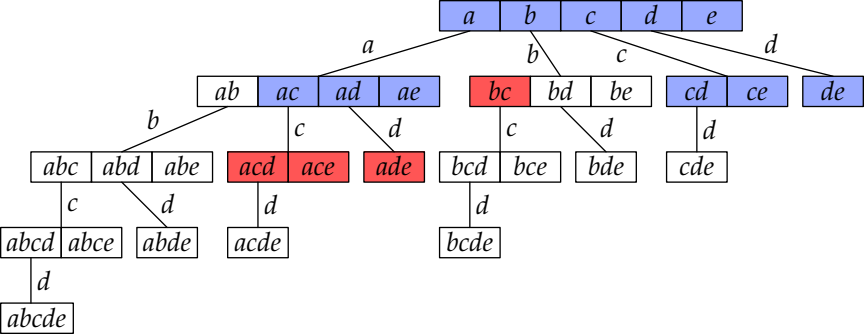 a b c d e
a b c d
ab ac ad ae bc bd be cd ce de
b c d c d d
abc abd abe acd ace ade bcd bce bde cde
c d d d
abcd abce abde acde bcde
d
abcde